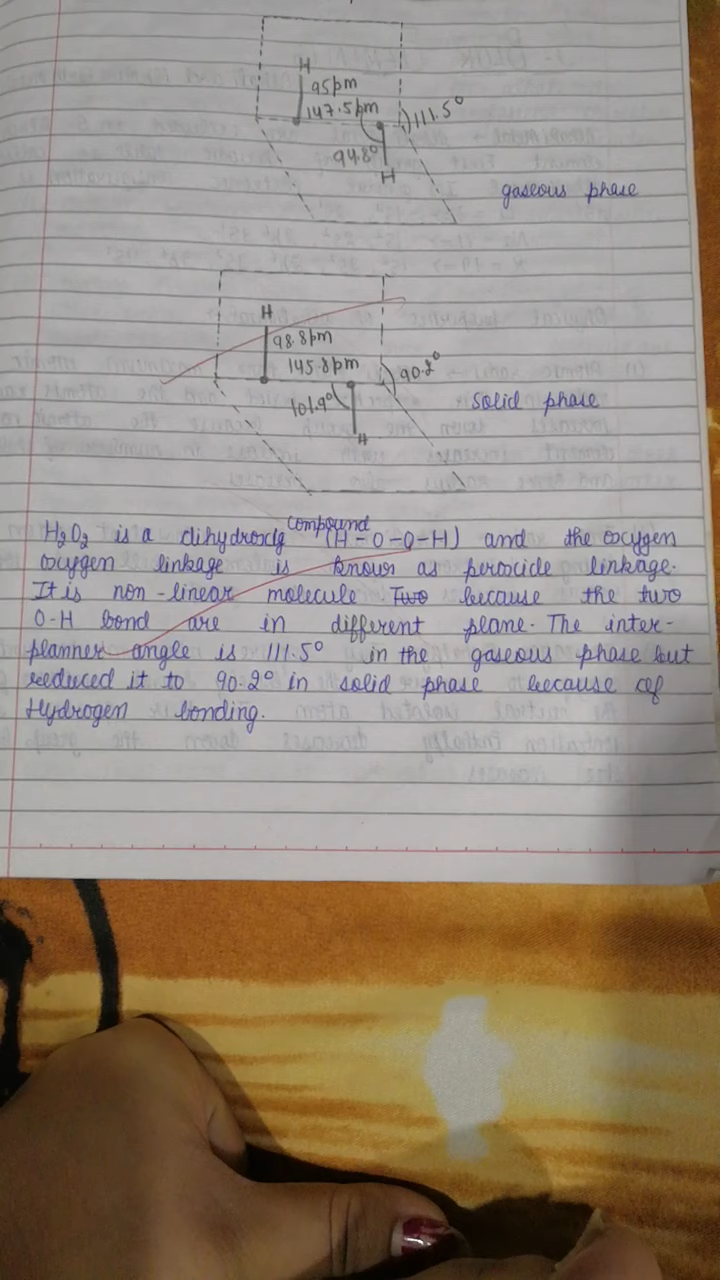 H
95pm
147.5pm
)111.5°
94.8°
H
gaseous phase
H
98.8pm
145.8pm
90.2°
101.9°
solid phase
H
compound
H₂O₂ is a dihydroxdg (H-O-O-H) and the oxygen
oxygen linkage is known as peroxide linkage.
It is non-linear molecule Two because the two
O-H bond are in different plane. The inter-
planner angle is 111.5° in the gaseous phase but
reduced it to 90.2° in solid phase because of
Hydrogen bonding.